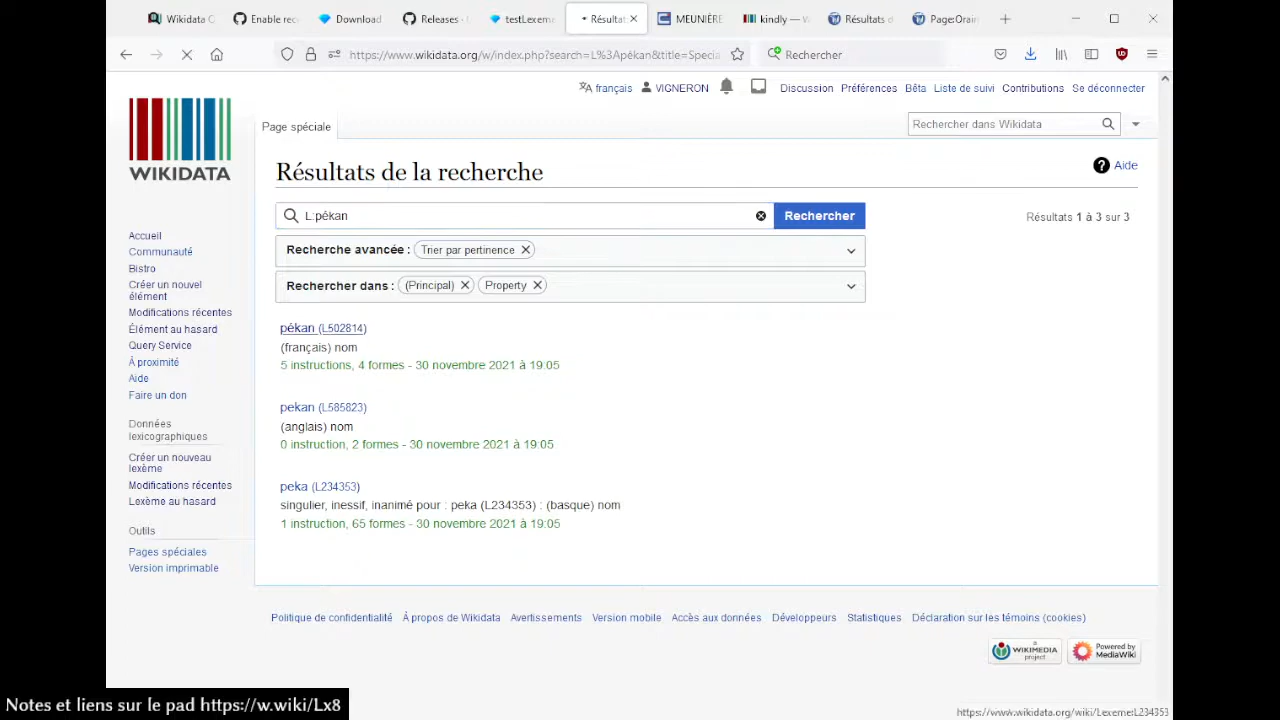 Wikidata C
Enable rec
Download
Releases ·
testLexeme
Résultat
MEUNIÈRE
kindly — W
Résultats d
Page:Orain
https://www.wikidata.org/w/index.php?search=L%3Apékan&title=Specia
Rechercher
français
VIGNERON
Discussion
Préférences
Bêta
Liste de suivi
Contributions
Se déconnecter
WIKIDATA
Page spéciale
Rechercher dans Wikidata
Résultats de la recherche
Aide
L:pékan
Rechercher
Résultats 1 à 3 sur 3
Recherche avancée : Trier par pertinence
Rechercher dans : (Principal) Property
pékan (L502814)
(français) nom
5 instructions, 4 formes - 30 novembre 2021 à 19:05
pekan (L585823)
(anglais) nom
0 instruction, 2 formes - 30 novembre 2021 à 19:05
peka (L234353)
singulier, inessif, inanimé pour : peka (L234353) : (basque) nom
1 instruction, 65 formes - 30 novembre 2021 à 19:05
Accueil
Communauté
Bistro
Créer un nouvel
élément
Modifications récentes
Élément au hasard
Query Service
À proximité
Aide
Faire un don
Données
lexicographiques
Créer un nouveau
lexème
Modifications récentes
Lexème au hasard
Outils
Pages spéciales
Version imprimable
Politique de confidentialité
À propos de Wikidata
Avertissements
Version mobile
Accès aux données
Développeurs
Statistiques
Déclaration sur les témoins (cookies)
a
WIKIMEDIA
project
Powered by
MediaWiki
Notes et liens sur le pad https://w.wiki/Lx8
https://www.wikidata.org/wiki/Lexeme:L234353